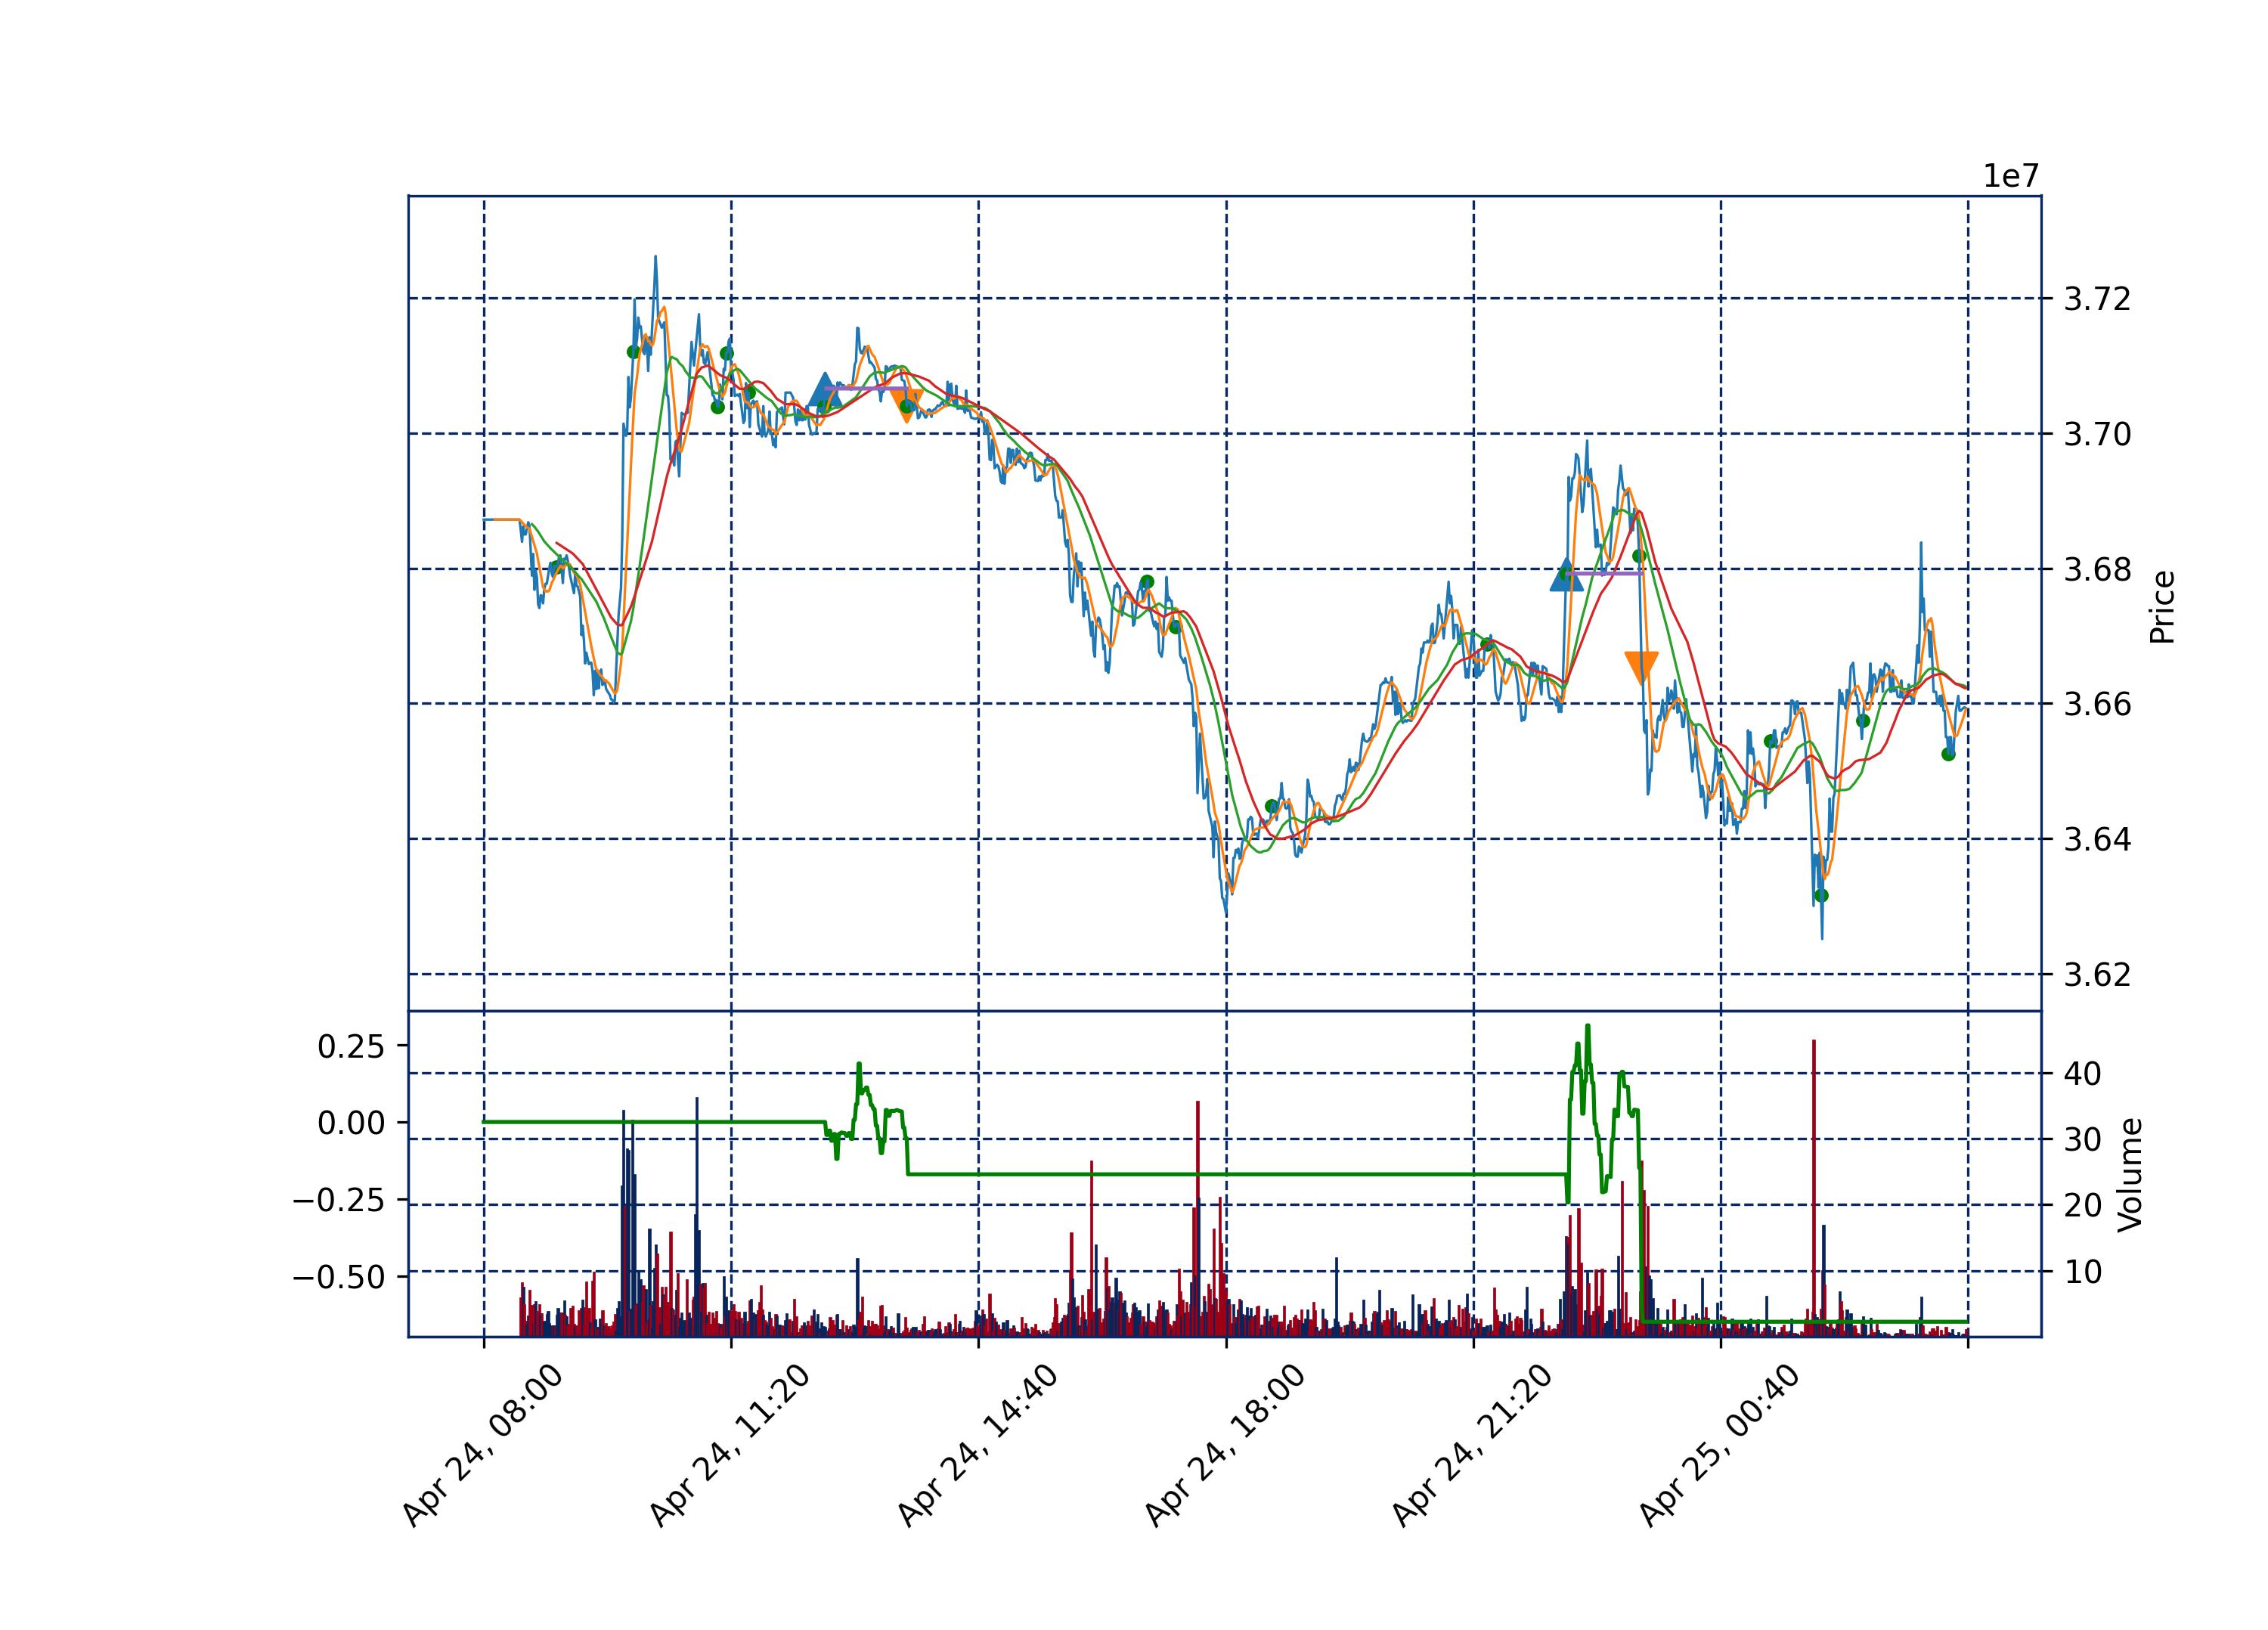 1e7
3.72
3.70
3.68
3.66
3.64
3.62
Price
0.25
0.00
−0.25
−0.50
40
30
20
10
Volume
Apr 24, 08:00
Apr 24, 11:20
Apr 24, 14:40
Apr 24, 18:00
Apr 24, 21:20
Apr 25, 00:40